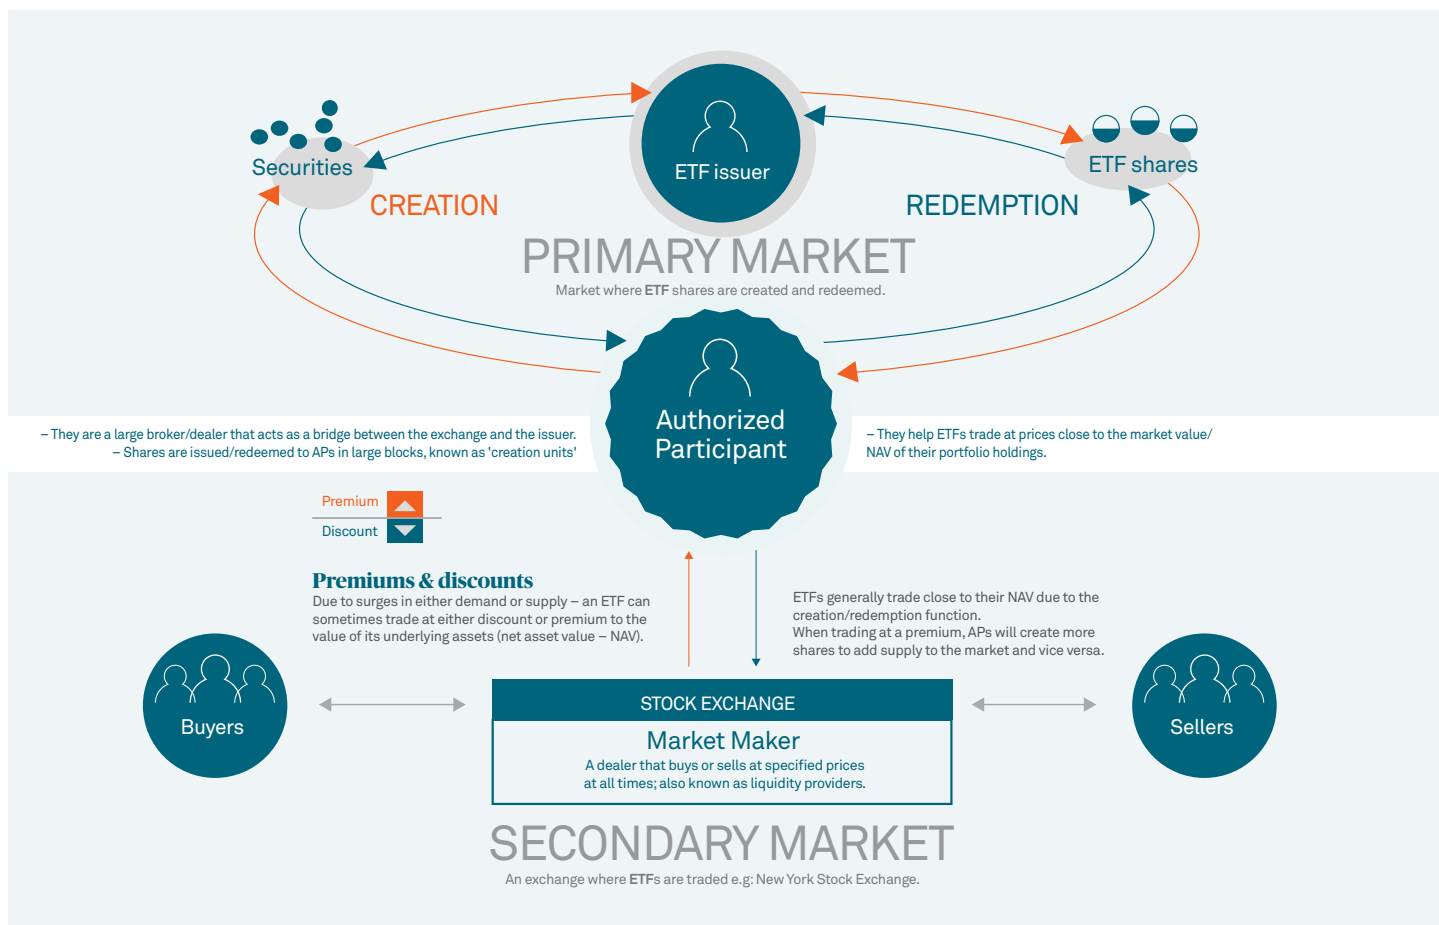 ETF issuer
Securities
ETF shares
CREATION
REDEMPTION
PRIMARY MARKET
Market where ETF shares are created and redeemed.
Authorized
Participant
– They are a large broker/dealer that acts as a bridge between the exchange and the issuer.
– Shares are issued/redeemed to APs in large blocks, known as 'creation units'
– They help ETFs trade at prices close to the market value/
NAV of their portfolio holdings.
Premium
Discount
Premiums & discounts
Due to surges in either demand or supply – an ETF can
sometimes trade at either discount or premium to the
value of its underlying assets (net asset value – NAV).
ETFs generally trade close to their NAV due to the
creation/redemption function.
When trading at a premium, APs will create more
shares to add supply to the market and vice versa.
Buyers
STOCK EXCHANGE
Market Maker
A dealer that buys or sells at specified prices
at all times; also known as liquidity providers.
Sellers
SECONDARY MARKET
An exchange where ETFs are traded e.g: New York Stock Exchange.